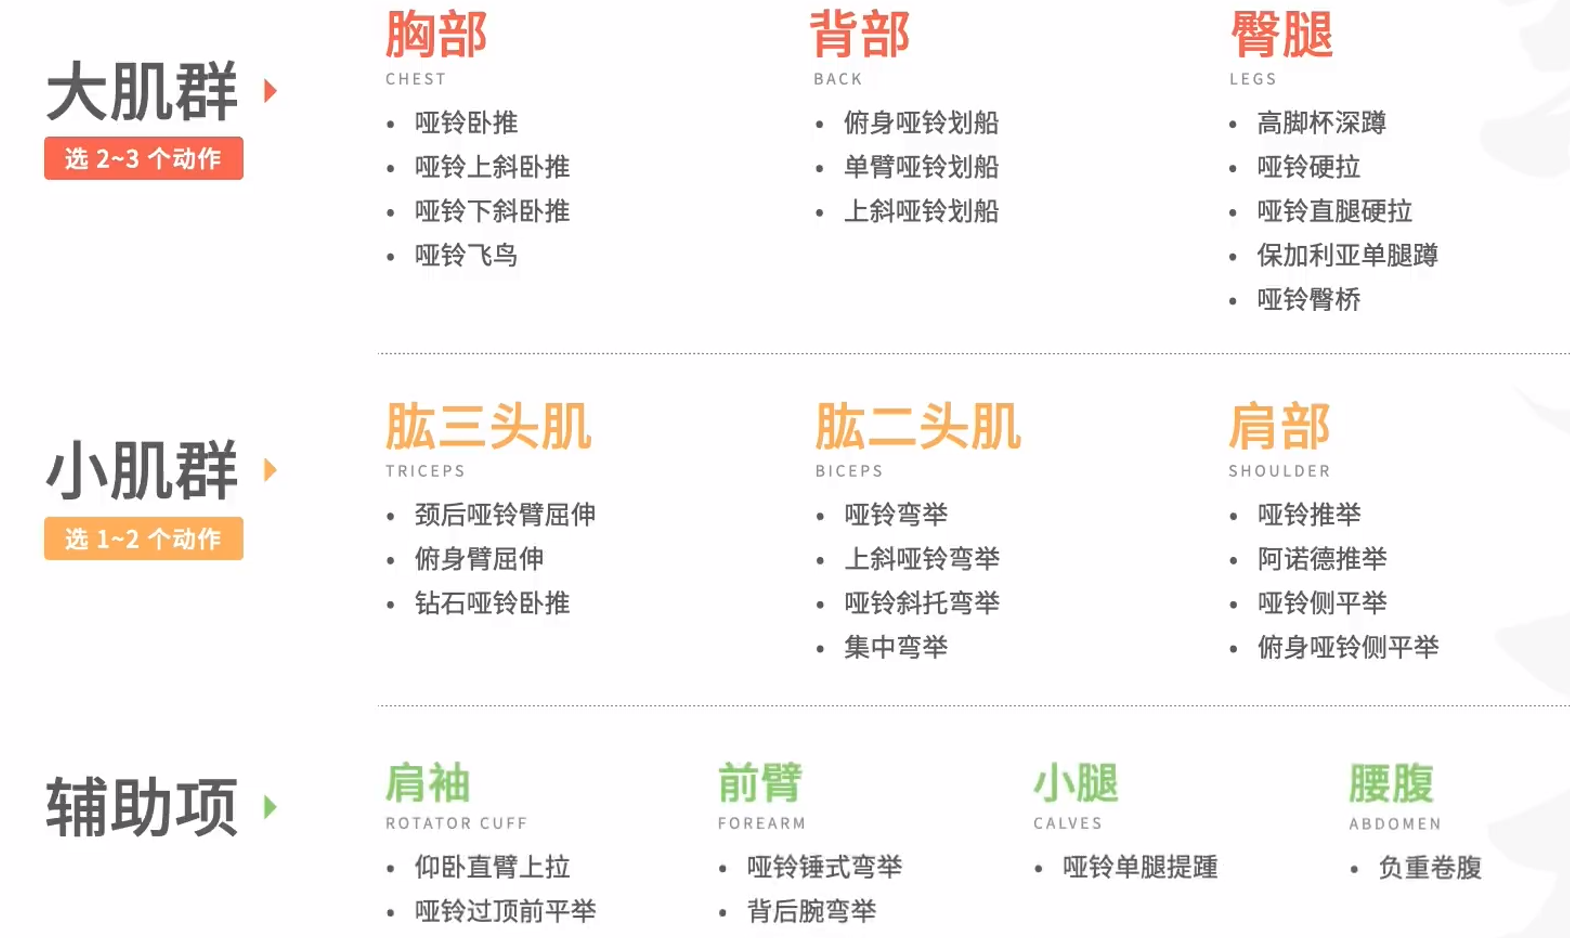 大肌群
选 2~3 个动作
胸部
CHEST
• 哑铃卧推
• 哑铃上斜卧推
• 哑铃下斜卧推
• 哑铃飞鸟
背部
BACK
• 俯身哑铃划船
• 单臂哑铃划船
• 上斜哑铃划船
臀腿
LEGS
• 高脚杯深蹲
• 哑铃硬拉
• 哑铃直腿硬拉
• 保加利亚单腿蹲
• 哑铃臀桥
小肌群
选 1~2 个动作
肱三头肌
TRICEPS
• 颈后哑铃臂屈伸
• 俯身臂屈伸
• 钻石哑铃卧推
肱二头肌
BICEPS
• 哑铃弯举
• 上斜哑铃弯举
• 哑铃斜托弯举
• 集中弯举
肩部
SHOULDER
• 哑铃推举
• 阿诺德推举
• 哑铃侧平举
• 俯身哑铃侧平举
辅助项
肩袖
ROTATOR CUFF
• 仰卧直臂上拉
• 哑铃过顶前平举
前臂
FOREARM
• 哑铃锤式弯举
• 背后腕弯举
小腿
CALVES
• 哑铃单腿提踵
腰腹
ABDOMEN
• 负重卷腹